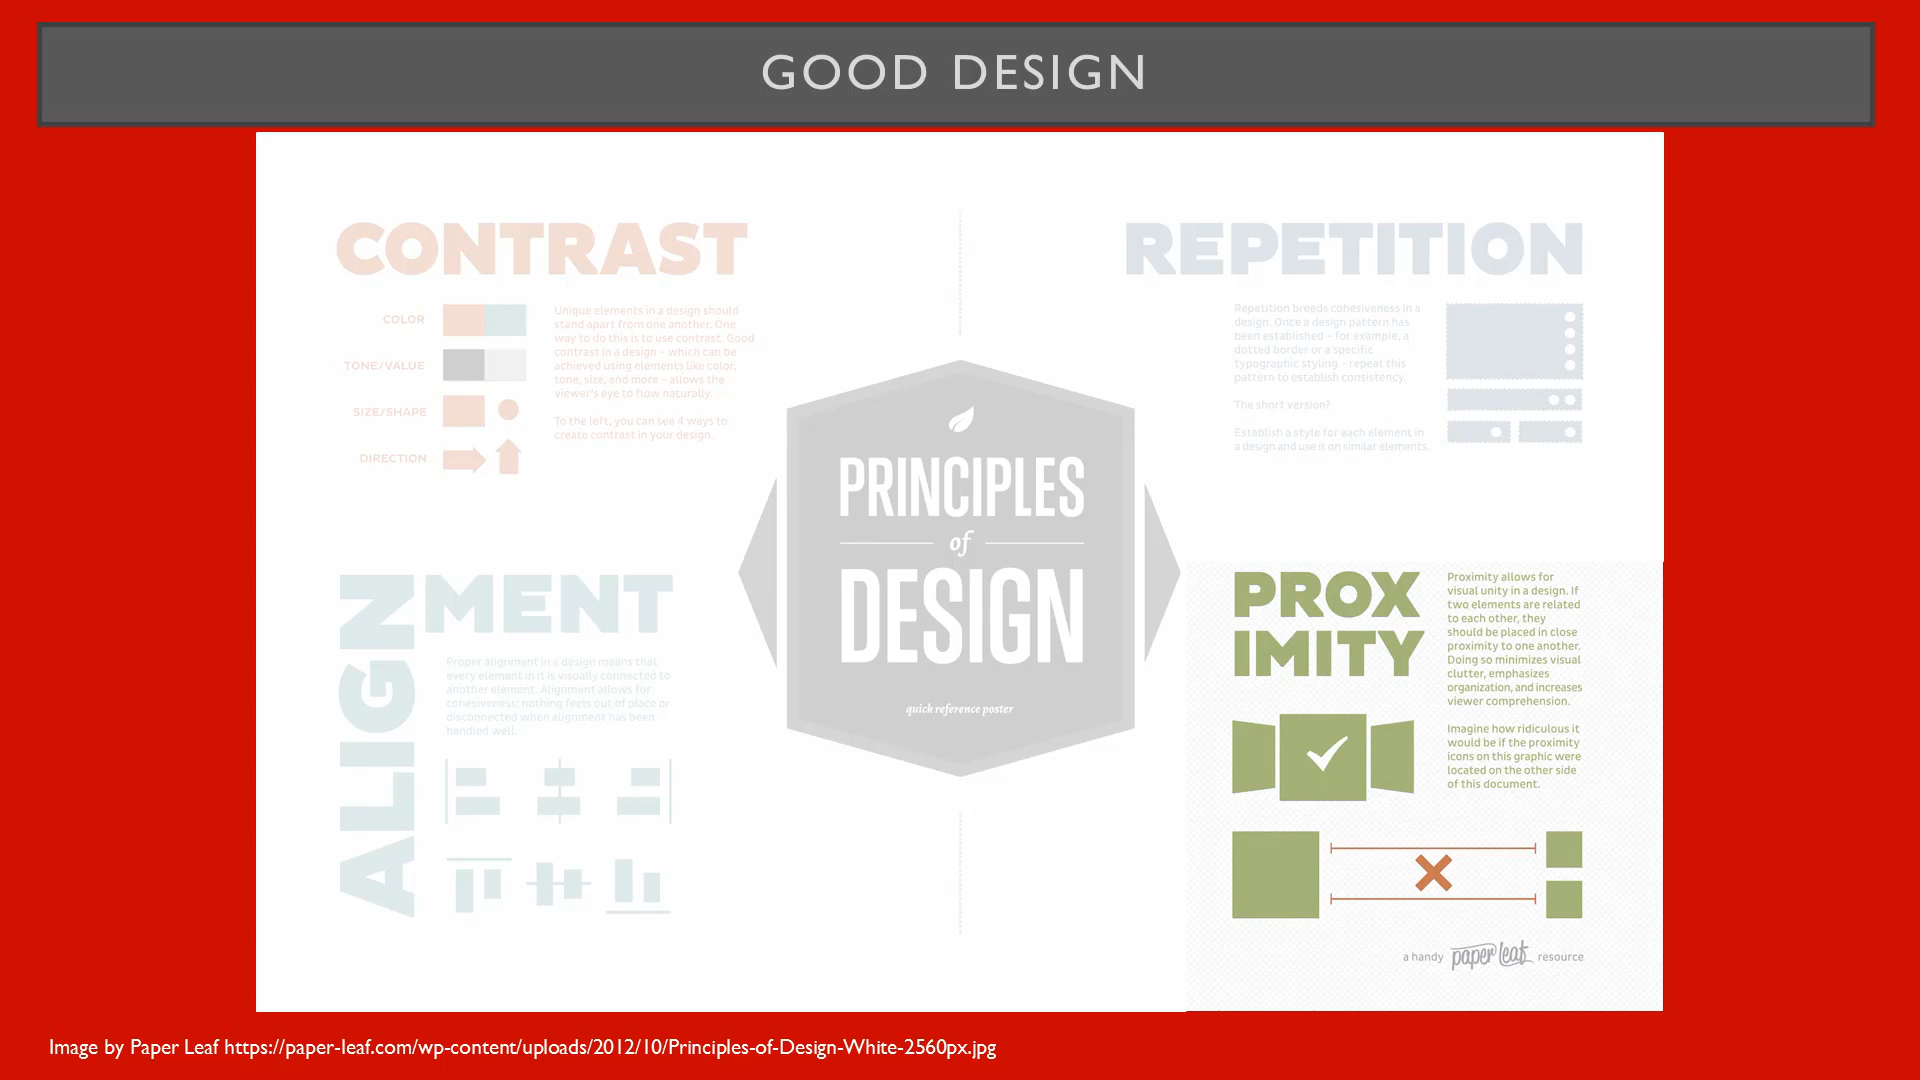 GOOD DESIGN
CONTRAST
COLOR
TONE/VALUE
SIZE/SHAPE
DIRECTION
Unique elements in a design should
stand apart from one another. One
way to do this is to use contrast. Good
contrast in a design – which can be
achieved using elements like color,
tone, size, and more – allows the
viewer's eye to flow naturally.
To the left, you can see 4 ways to
create contrast in your design.
REPETITION
Repetition breeds cohesiveness in a
design. Once a design pattern has
been established – for example, a
dotted border or a specific
typographic styling – repeat this
pattern to establish consistency.
The short version?
Establish a style for each element in
a design and use it on similar elements.
PRINCIPLES
of
DESIGN
quick reference poster
ALIGNMENT
Proper alignment in a design means that
every element in it is visually connected to
another element. Alignment allows for
cohesiveness; nothing feels out of place or
disconnected when alignment has been
handled well.
PROX
IMITY
Proximity allows for
visual unity in a design. If
two elements are related
to each other, they
should be placed in close
proximity to one another.
Doing so minimizes visual
clutter, emphasizes
organization, and increases
viewer comprehension.
Imagine how ridiculous it
would be if the proximity
icons on this graphic were
located on the other side
of this document.
a handy paper leaf resource
Image by Paper Leaf https://paper-leaf.com/wp-content/uploads/2012/10/Principles-of-Design-White-2560px.jpg